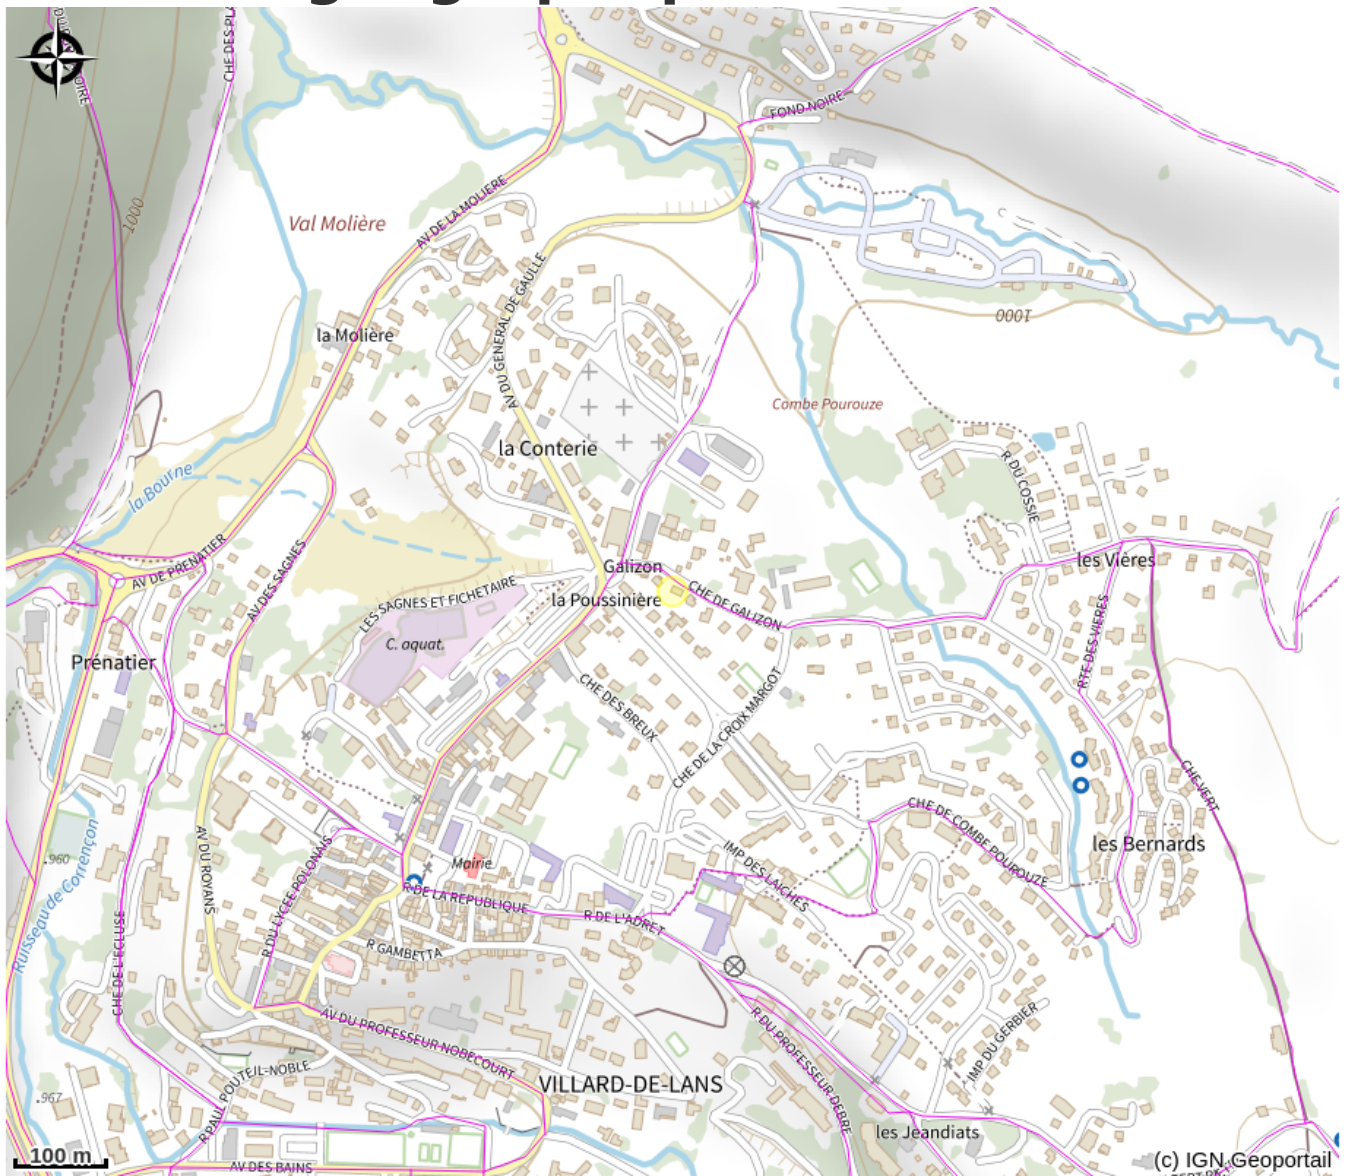 CHE DES PLA
FOND NOIRE
1000
Val Molière
AV DE LA MOLIERE
AV DU GENERAL DE GAULLE
la Molière
1000
Combe Pourouze
la Conterie
R DU COSSIE
la Bourne
les Vières
AV DE PRENATIER
AV DES SAGNES
Galizon
LES SAGNES ET FICHETAIRE
la Poussinière
CHE DE GALIZON
RTE DES VIERES
C. aquat.
Prénatier
CHE DES BREUX
CHE DE LA CROIX MARGOT
CHE VERT
CHE DE COMBE POUROUZE
les Bernards
.960
AV DU ROYANS
R DU LYCEE POLONAIS
Mairie
IMP DES LAICHES
Ruisseau de Corrençon
R DE LA REPUBLIQUE
R DE L'ADRET
R GAMBETTA
CHE DE L'ECLUSE
AV DU PROFESSEUR NOBECOURT
R DU PROFESSEUR DEBRE
IMP DU GERBIER
.967
R PAUL POUTEIL-NOBLE
VILLARD-DE-LANS
les Jeandiats
100 m
AV DES BAINS
(c) IGN Geoportail